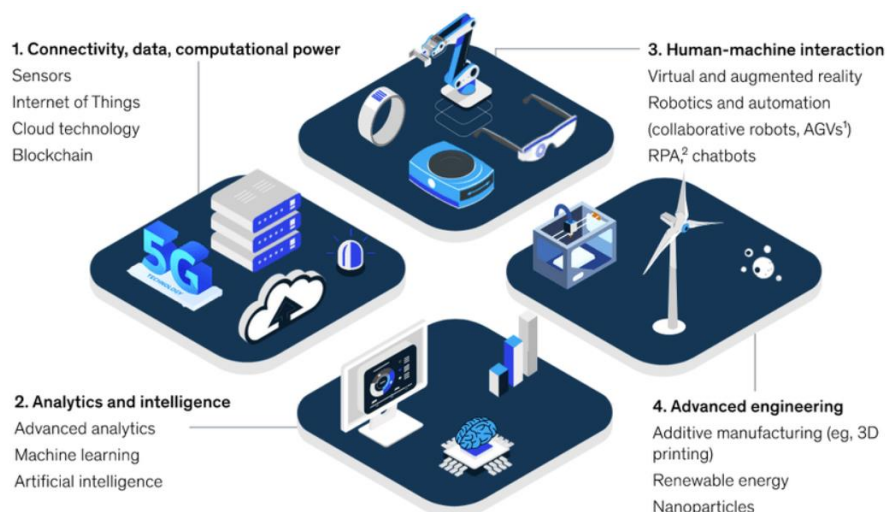 1. Connectivity, data, computational power
Sensors
Internet of Things
Cloud technology
Blockchain
3. Human-machine interaction
Virtual and augmented reality
Robotics and automation
(collaborative robots, AGVs¹)
RPA,² chatbots
5G
TECHNOLOGY
2. Analytics and intelligence
Advanced analytics
Machine learning
Artificial intelligence
4. Advanced engineering
Additive manufacturing (eg, 3D
printing)
Renewable energy
Nanoparticles